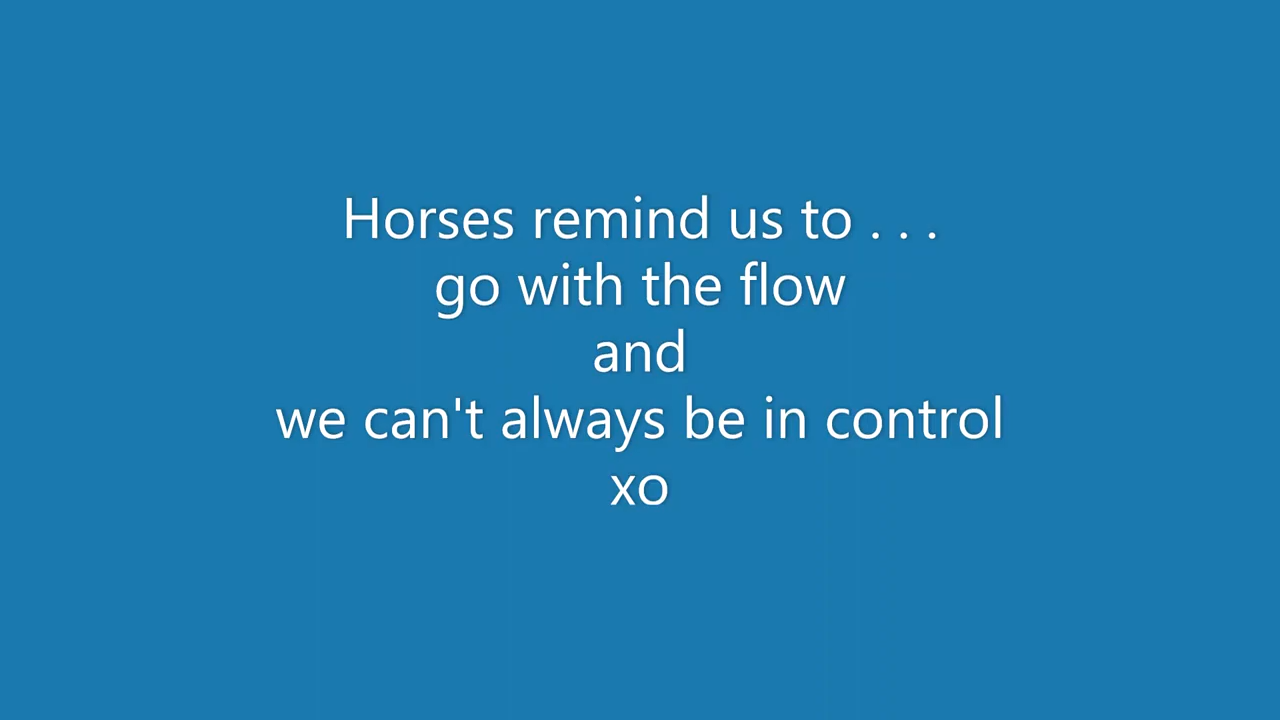 Horses remind us to . . .
go with the flow
and
we can't always be in control
xo